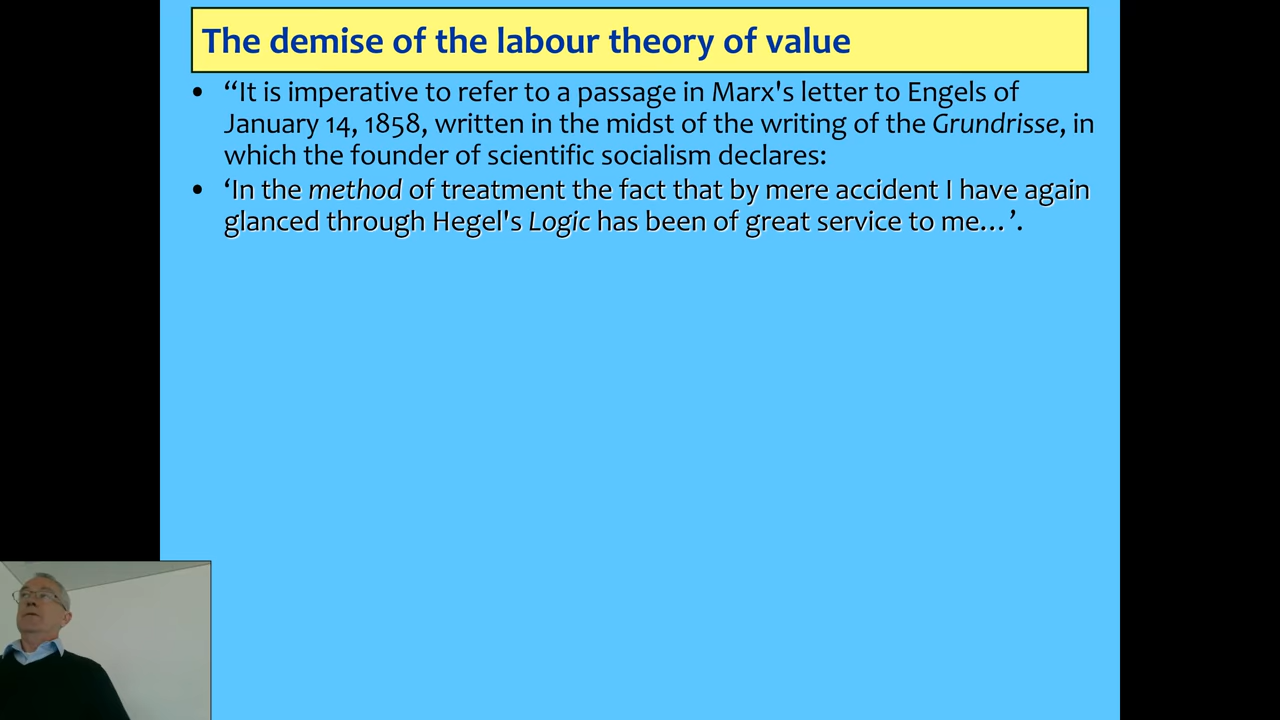 The demise of the labour theory of value
• “It is imperative to refer to a passage in Marx's letter to Engels of
January 14, 1858, written in the midst of the writing of the Grundrisse, in
which the founder of scientific socialism declares:
• ‘In the method of treatment the fact that by mere accident I have again
glanced through Hegel's Logic has been of great service to me…’.